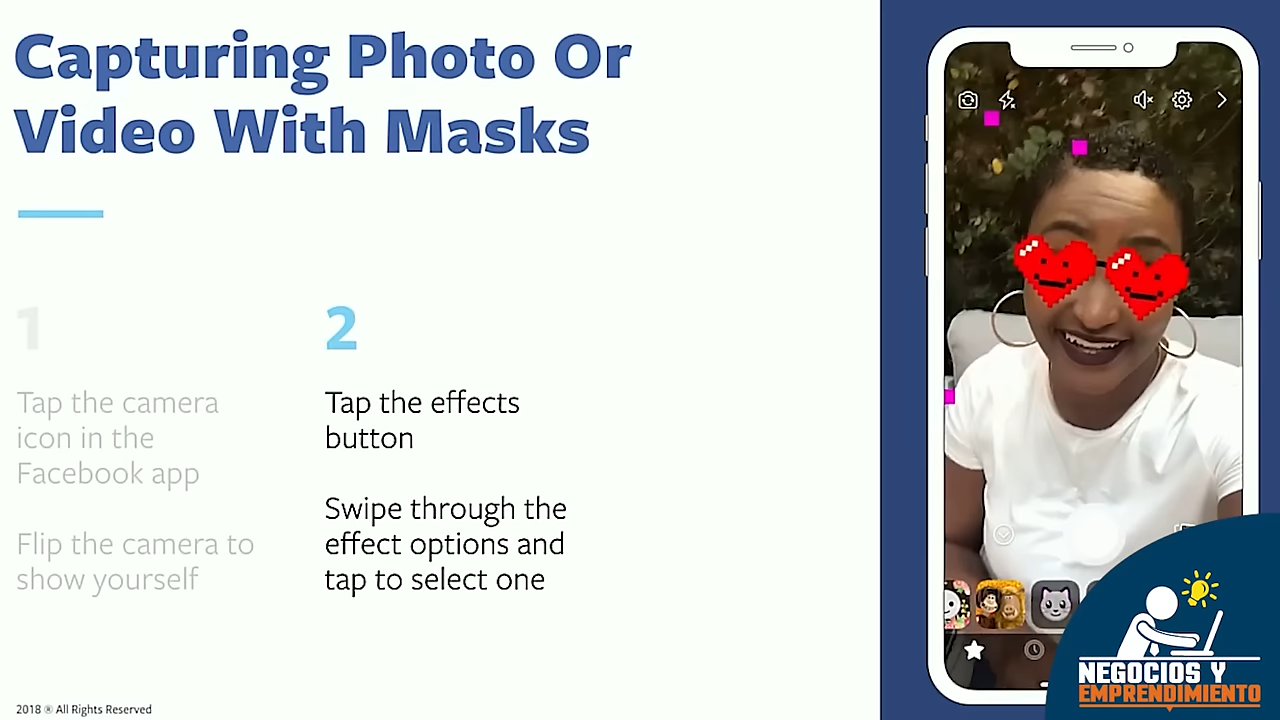 Capturing Photo Or
Video With Masks
1
Tap the camera
icon in the
Facebook app
Flip the camera to
show yourself
2
Tap the effects
button
Swipe through the
effect options and
tap to select one
2018 ® All Rights Reserved
NEGOCIOS Y
EMPRENDIMIENTO